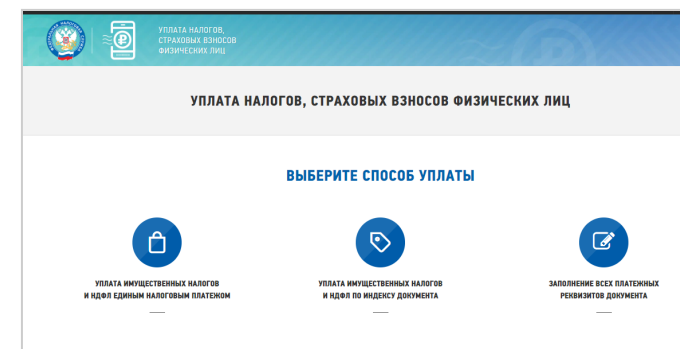 УПЛАТА НАЛОГОВ,
СТРАХОВЫХ ВЗНОСОВ
ФИЗИЧЕСКИХ ЛИЦ
УПЛАТА НАЛОГОВ, СТРАХОВЫХ ВЗНОСОВ ФИЗИЧЕСКИХ ЛИЦ
ВЫБЕРИТЕ СПОСОБ УПЛАТЫ
УПЛАТА ИМУЩЕСТВЕННЫХ НАЛОГОВ
И НДФЛ ЕДИНЫМ НАЛОГОВЫМ ПЛАТЕЖОМ
УПЛАТА ИМУЩЕСТВЕННЫХ НАЛОГОВ
И НДФЛ ПО ИНДЕКСУ ДОКУМЕНТА
ЗАПОЛНЕНИЕ ВСЕХ ПЛАТЕЖНЫХ
РЕКВИЗИТОВ ДОКУМЕНТА